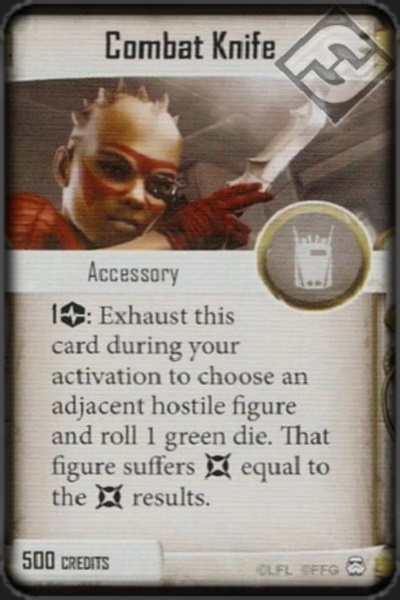 Combat Knife
Accessory
1: Exhaust this
card during your
activation to choose an
adjacent hostile figure
and roll 1 green die. That
figure suffers equal to
the results.
500 CREDITS
©LFL ©FFG